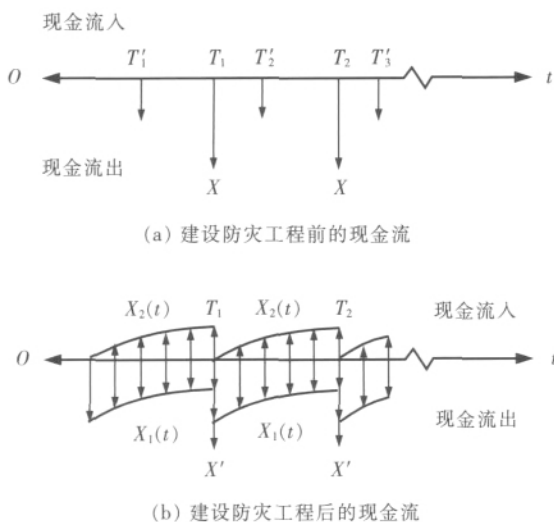 现金流入
O T′₁ T₁ T′₂ T₂ T′₃ t
现金流出
X X
(a) 建设防灾工程前的现金流
X₂(t) T₁ X₂(t) T₂ 现金流入
O t
X₁(t) X₁(t) 现金流出
X′ X′
(b) 建设防灾工程后的现金流